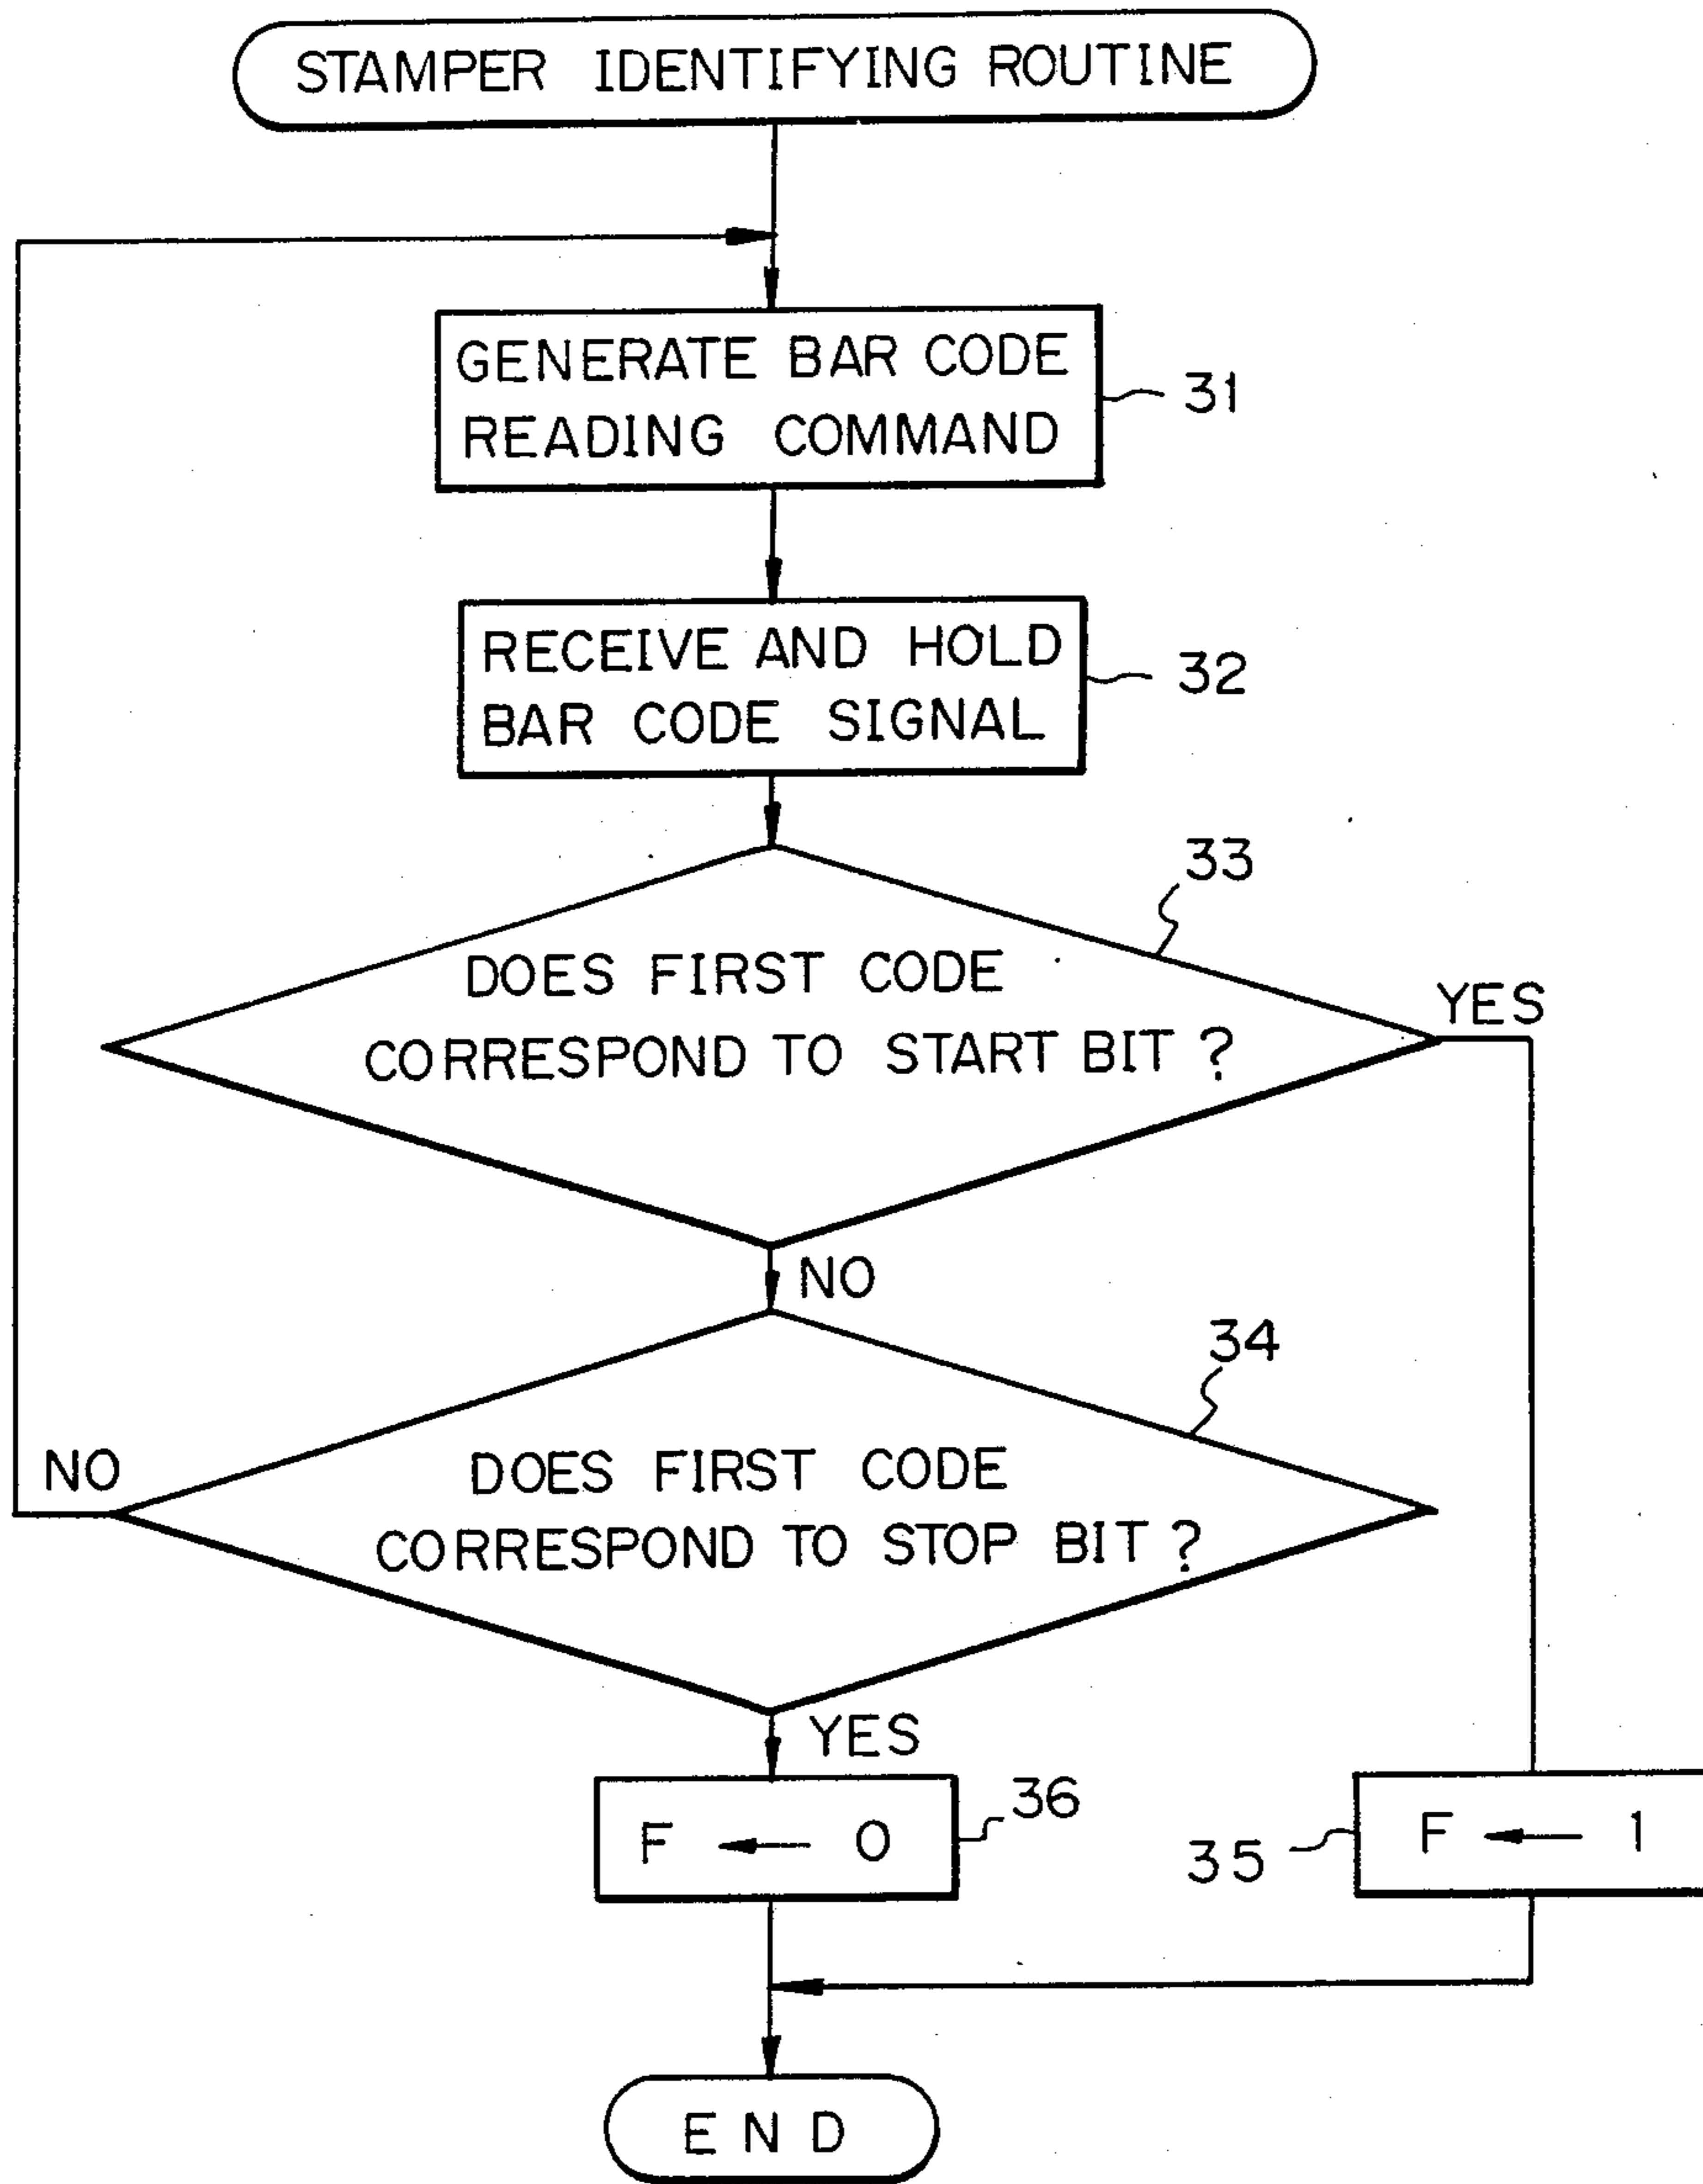 STAMPER IDENTIFYING ROUTINE
GENERATE BAR CODE
READING COMMAND
31
RECEIVE AND HOLD
BAR CODE SIGNAL
32
33
DOES FIRST CODE
CORRESPOND TO START BIT ?
YES
NO
34
DOES FIRST CODE
CORRESPOND TO STOP BIT ?
NO
YES
F ← 0
36
35
F ← 1
END